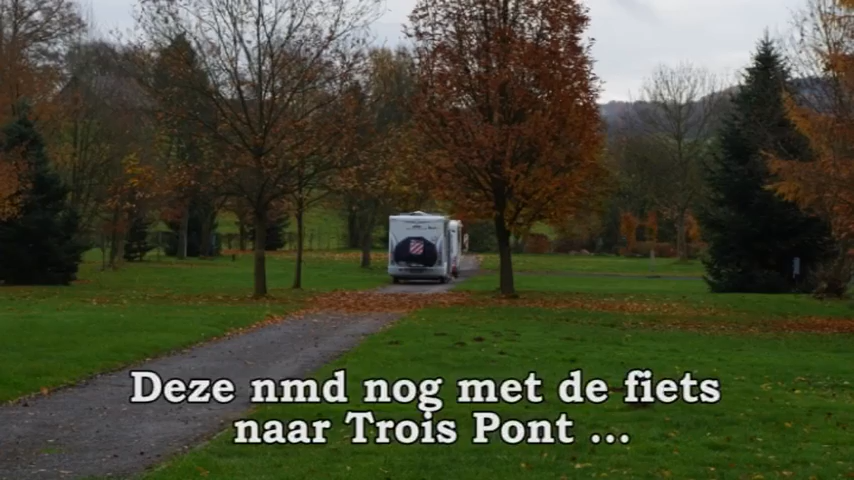 Deze nmd nog met de fiets
naar Trois Pont ...